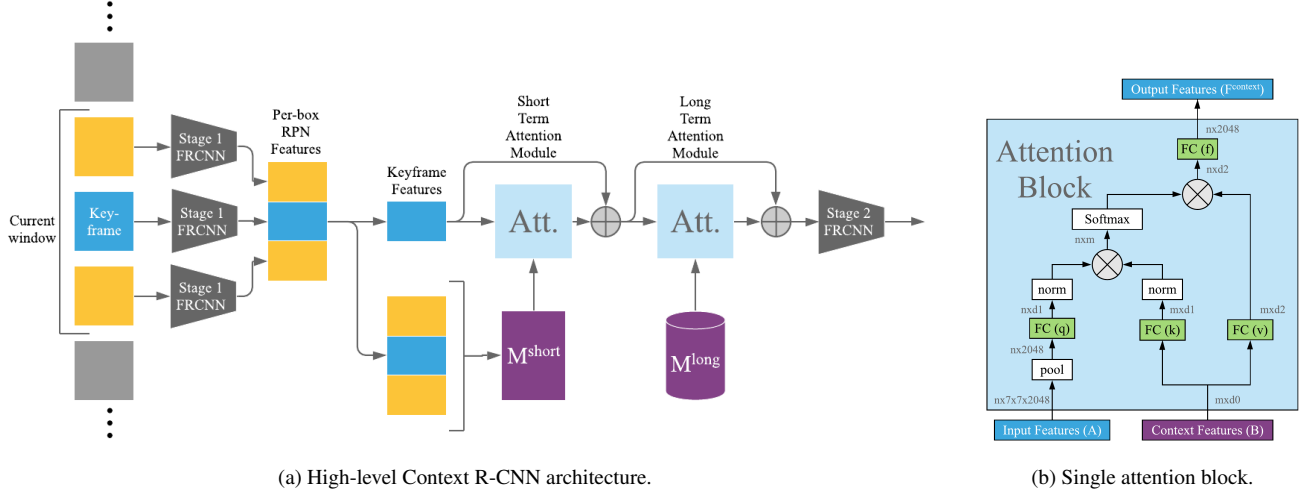 Current
window
Key-
frame
Stage 1
FRCNN
Stage 1
FRCNN
Stage 1
FRCNN
Per-box
RPN
Features
Keyframe
Features
Short
Term
Attention
Module
Att.
M^short
Long
Term
Attention
Module
Att.
M^long
Stage 2
FRCNN
(a) High-level Context R-CNN architecture.
Output Features (F^context)
Attention
Block
nx2048
FC (f)
nxd2
Softmax
nxm
norm
norm
nxd1
mxd1
mxd2
FC (q)
FC (k)
FC (v)
nx2048
pool
nx7x7x2048
mxd0
Input Features (A)
Context Features (B)
(b) Single attention block.